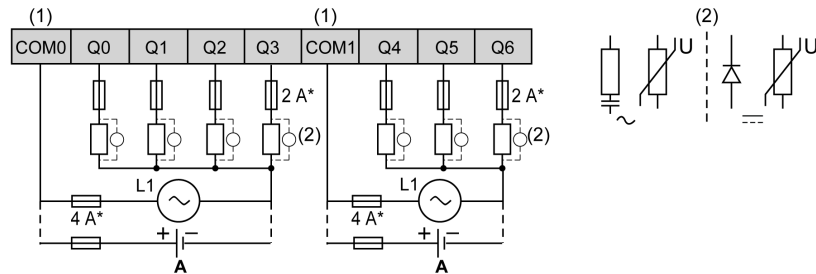 (1) (1) (2)
COM0 Q0 Q1 Q2 Q3 COM1 Q4 Q5 Q6
U U
2 A* 2 A*
(2) (2)
L1 L1
4 A* 4 A*
+ − + −
A A